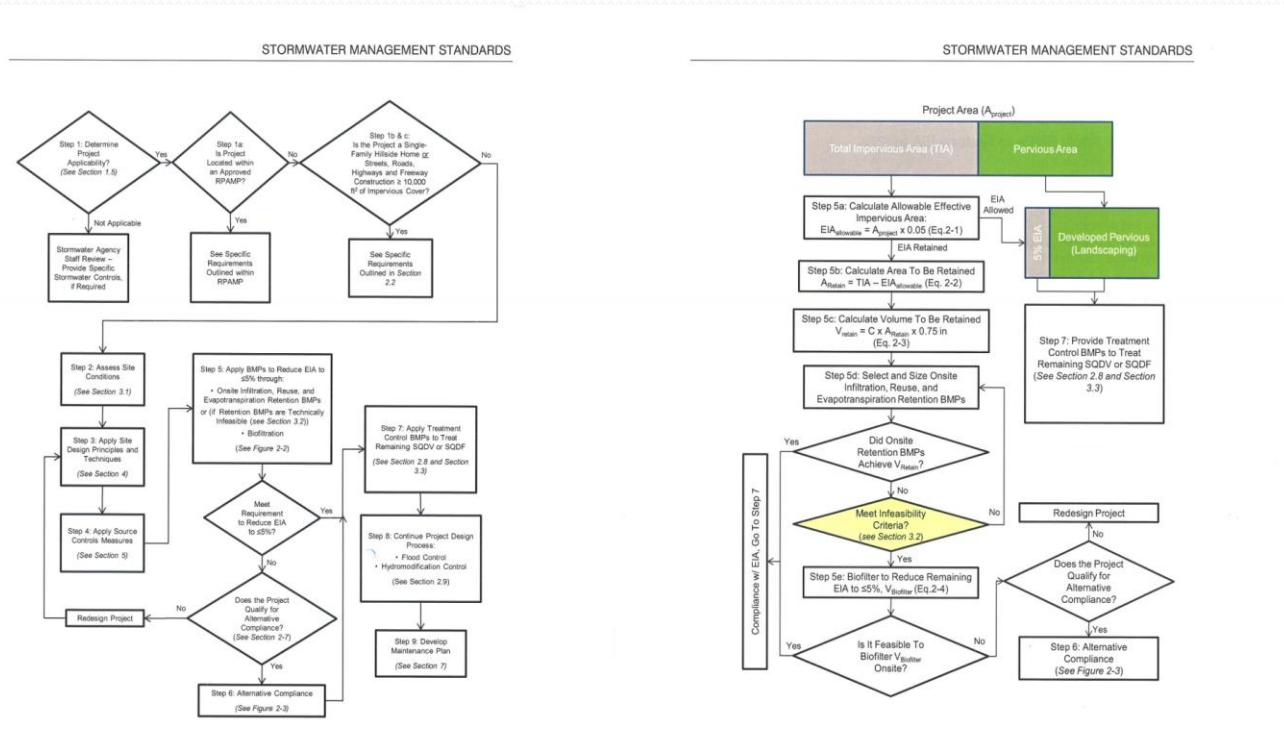 STORMWATER MANAGEMENT STANDARDS
Step 1: Determine
Project
Applicability?
(See Section 1.5)
Yes
Step 1a:
Is Project
Located within
an Approved
RPAMP?
No
Step 1b & c:
Is the Project a Single-
Family Hillside Home or
Streets, Roads,
Highways and Freeway
Construction ≥ 10,000
ft² of Impervious Cover?
No
Not Applicable
Yes
Yes
Stormwater Agency
Staff Review –
Provide Specific
Stormwater Controls,
if Required
See Specific
Requirements
Outlined within
RPAMP
See Specific
Requirements
Outlined in Section
2.2
Step 2: Assess Site
Conditions
(See Section 3.1)
Step 3: Apply Site
Design Principles and
Techniques
(See Section 4)
Step 4: Apply Source
Controls Measures
(See Section 5)
Step 5: Apply BMPs to Reduce EIA to
≤5% through:
• Onsite Infiltration, Reuse, and
Evapotranspiration Retention BMPs
or (if Retention BMPs are Technically
Infeasible (see Section 3.2))
• Biofiltration
(See Figure 2-2)
Meet
Requirement
to Reduce EIA
to ≤5%?
Yes
No
Does the Project
Qualify for
Alternative
Compliance?
(See Section 2-7)
No
Redesign Project
Yes
Step 6: Alternative Compliance
(See Figure 2-3)
Step 7: Apply Treatment
Control BMPs to Treat
Remaining SQDV or SQDF
(See Section 2.8 and Section
3.3)
Step 8: Continue Project Design
Process:
• Flood Control
• Hydromodification Control
(See Section 2.9)
Step 9: Develop
Maintenance Plan
(See Section 7)
STORMWATER MANAGEMENT STANDARDS
Project Area (Aproject)
Total Impervious Area (TIA)
Pervious Area
Step 5a: Calculate Allowable Effective
Impervious Area:
EIAallowable = Aproject x 0.05 (Eq.2-1)
EIA
Allowed
5% EIA
Developed Pervious
(Landscaping)
EIA Retained
Step 5b: Calculate Area To Be Retained
ARetain = TIA – EIAallowable (Eq. 2-2)
Step 5c: Calculate Volume To Be Retained
Vretain = C x ARetain x 0.75 in
(Eq. 2-3)
Step 7: Provide Treatment
Control BMPs to Treat
Remaining SQDV or SQDF
(See Section 2.8 and Section
3.3)
Step 5d: Select and Size Onsite
Infiltration, Reuse, and
Evapotranspiration Retention BMPs
Yes
Did Onsite
Retention BMPs
Achieve VRetain?
No
Meet Infeasibility
Criteria?
(see Section 3.2)
No
Yes
Step 5e: Biofilter to Reduce Remaining
EIA to ≤5%, VBiofilter (Eq.2-4)
Compliance w/ EIA, Go To Step 7
Yes
Is It Feasible To
Biofilter VBiofilter
Onsite?
No
Redesign Project
No
Does the Project
Qualify for
Alternative
Compliance?
Yes
Step 6: Alternative
Compliance
(See Figure 2-3)